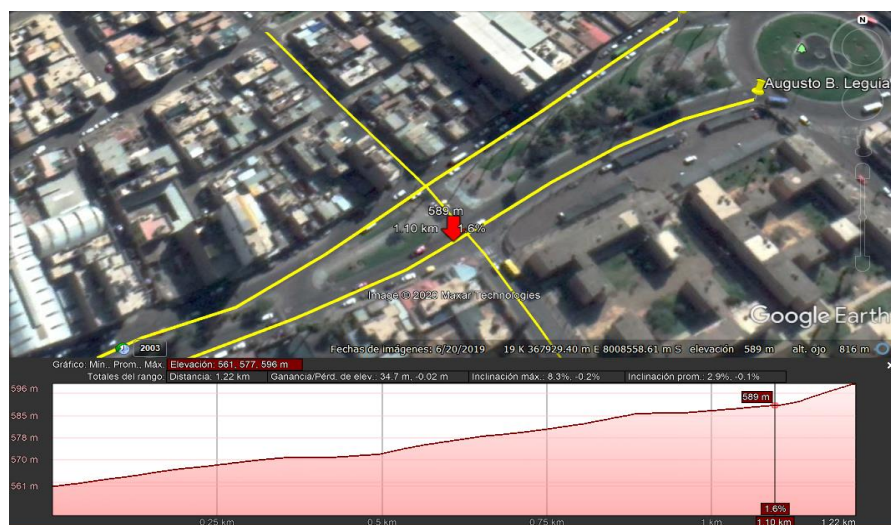 N
Augusto B. Leguia
589 m
1.10 km 1.6%
Image © 2025 Maxar Technologies
Google Earth
2003
Fechas de imágenes: 6/20/2019 19 K 367929.40 m E 8008558.61 m S elevación 589 m alt. ojo 816 m
Gráfico: Mín., Prom., Máx. Elevación: 561, 577, 596 m
Totales del rango: Distancia: 1,22 km Ganancia/Pérd. de elev.: 34.7 m, -0.02 m Inclinación máx.: 8.3%, -0.2% Inclinación prom.: 2.9%, -0.1%
596 m
589 m
585 m
578 m
570 m
561 m
1.6%
0.25 km 0.5 km 0.75 km 1 km 1.10 km 1.22 km